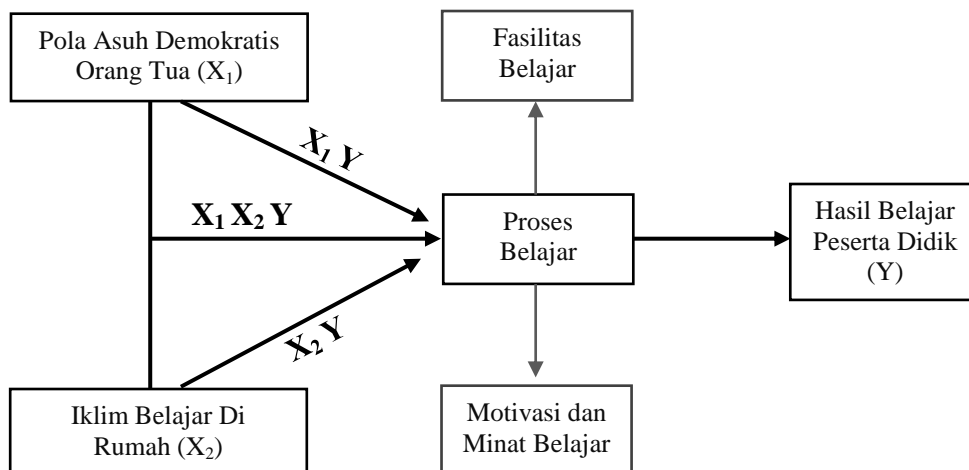 Pola Asuh Demokratis
Orang Tua (X₁)
Fasilitas
Belajar
X₁ Y
X₁ X₂ Y
Proses
Belajar
Hasil Belajar
Peserta Didik
(Y)
X₂ Y
Iklim Belajar Di
Rumah (X₂)
Motivasi dan
Minat Belajar